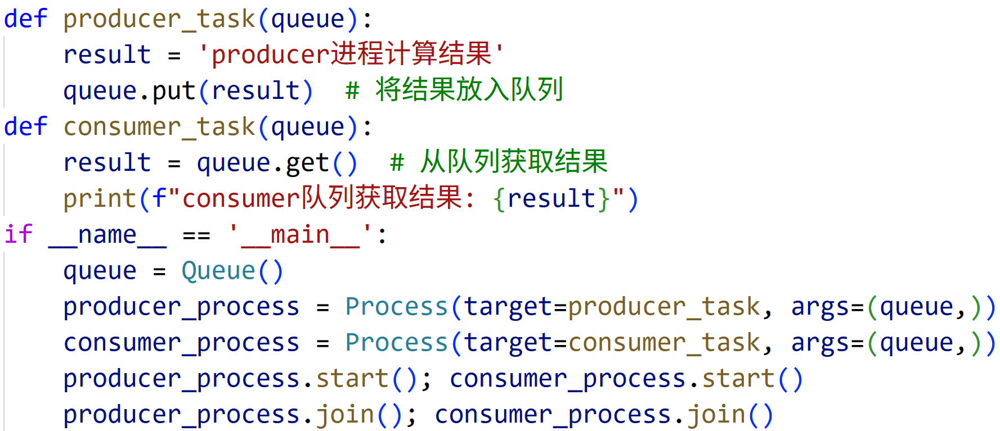 def producer_task(queue):
    result = 'producer进程计算结果'
    queue.put(result)  # 将结果放入队列
def consumer_task(queue):
    result = queue.get()  # 从队列获取结果
    print(f"consumer队列获取结果: {result}")
if __name__ == '__main__':
    queue = Queue()
    producer_process = Process(target=producer_task, args=(queue,))
    consumer_process = Process(target=consumer_task, args=(queue,))
    producer_process.start(); consumer_process.start()
    producer_process.join(); consumer_process.join()